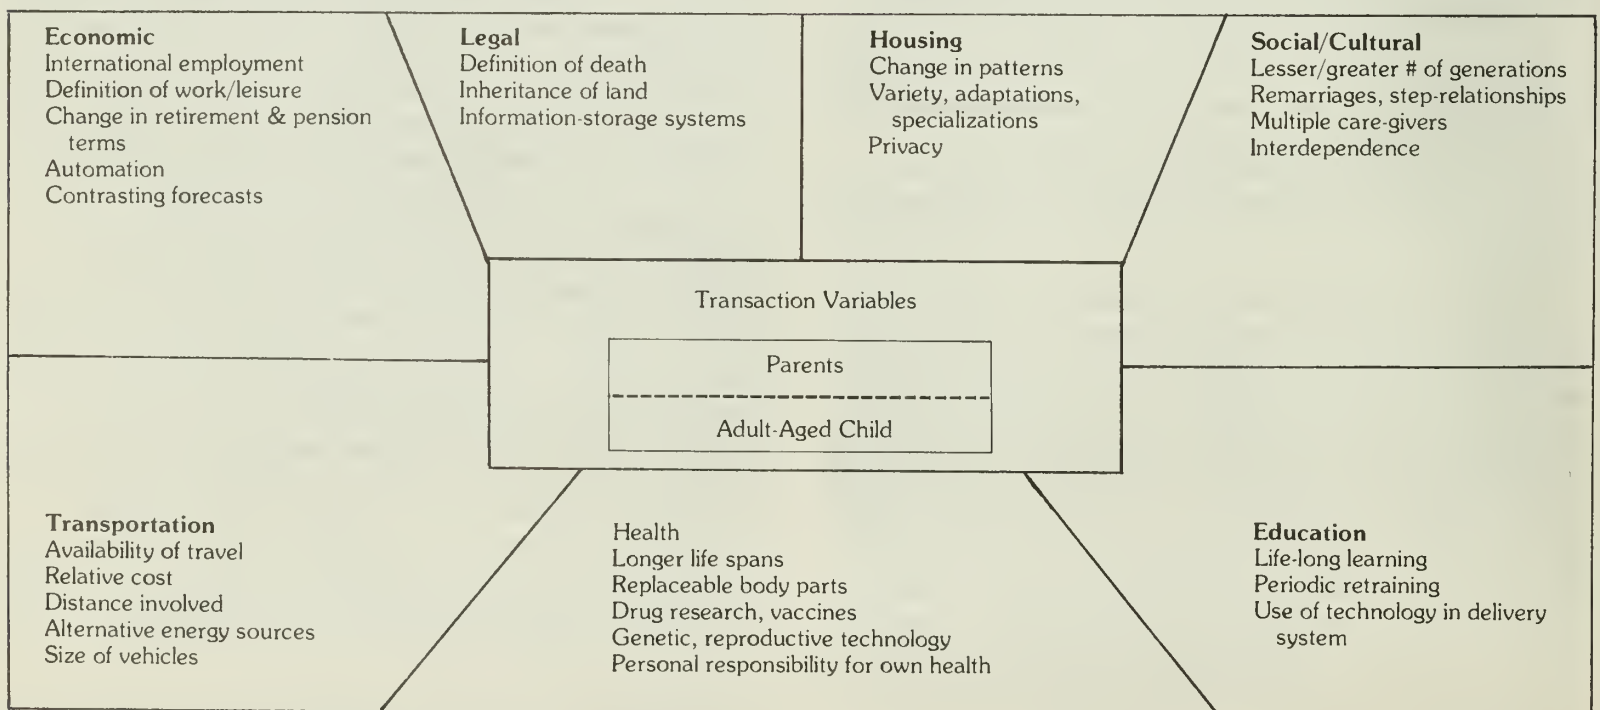 Economic
International employment
Definition of work/leisure
Change in retirement & pension
terms
Automation
Contrasting forecasts
Legal
Definition of death
Inheritance of land
Information-storage systems
Housing
Change in patterns
Variety, adaptations,
specializations
Privacy
Social/Cultural
Lesser/greater # of generations
Remarriages, step-relationships
Multiple care-givers
Interdependence
Transaction Variables
Parents
Adult-Aged Child
Transportation
Availability of travel
Relative cost
Distance involved
Alternative energy sources
Size of vehicles
Health
Longer life spans
Replaceable body parts
Drug research, vaccines
Genetic, reproductive technology
Personal responsibility for own health
Education
Life-long learning
Periodic retraining
Use of technology in delivery
system